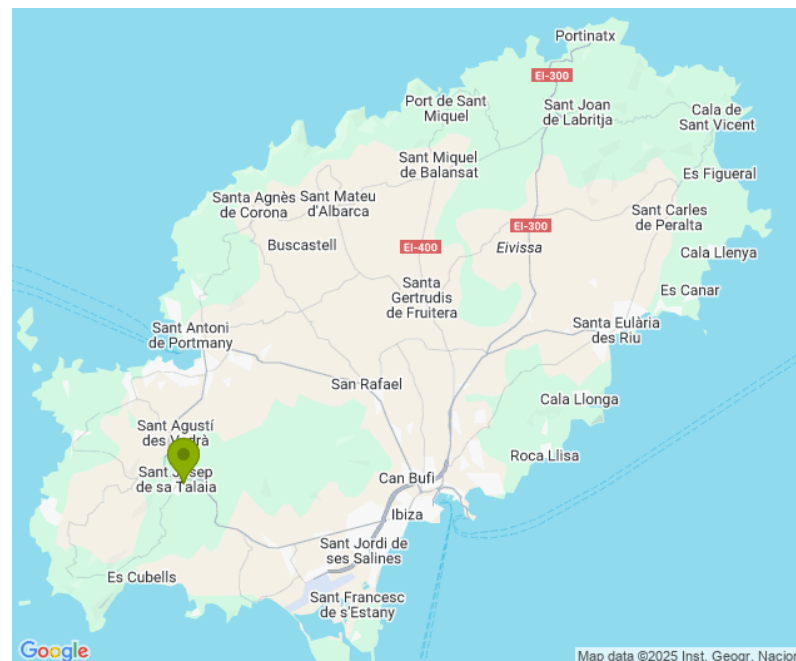 Portinatx
EI-300
Port de Sant
Miquel
Sant Joan
de Labritja
Cala de
Sant Vicent
Sant Miquel
de Balansat
Es Figueral
Santa Agnès
de Corona
Sant Mateu
d'Albarca
Sant Carles
de Peralta
EI-300
Buscastell
EI-400
Eivissa
Cala Llenya
Santa
Gertrudis
de Fruitera
Es Canar
Sant Antoni
de Portmany
Santa Eulària
des Riu
San Rafael
Cala Llonga
Sant Agustí
des Vedrà
Roca Llisa
Sant Josep
de sa Talaia
Can Bufi
Ibiza
Sant Jordi de
ses Salines
Es Cubells
Sant Francesc
de s'Estany
Google
Map data ©2025 Inst. Geogr. Nacion